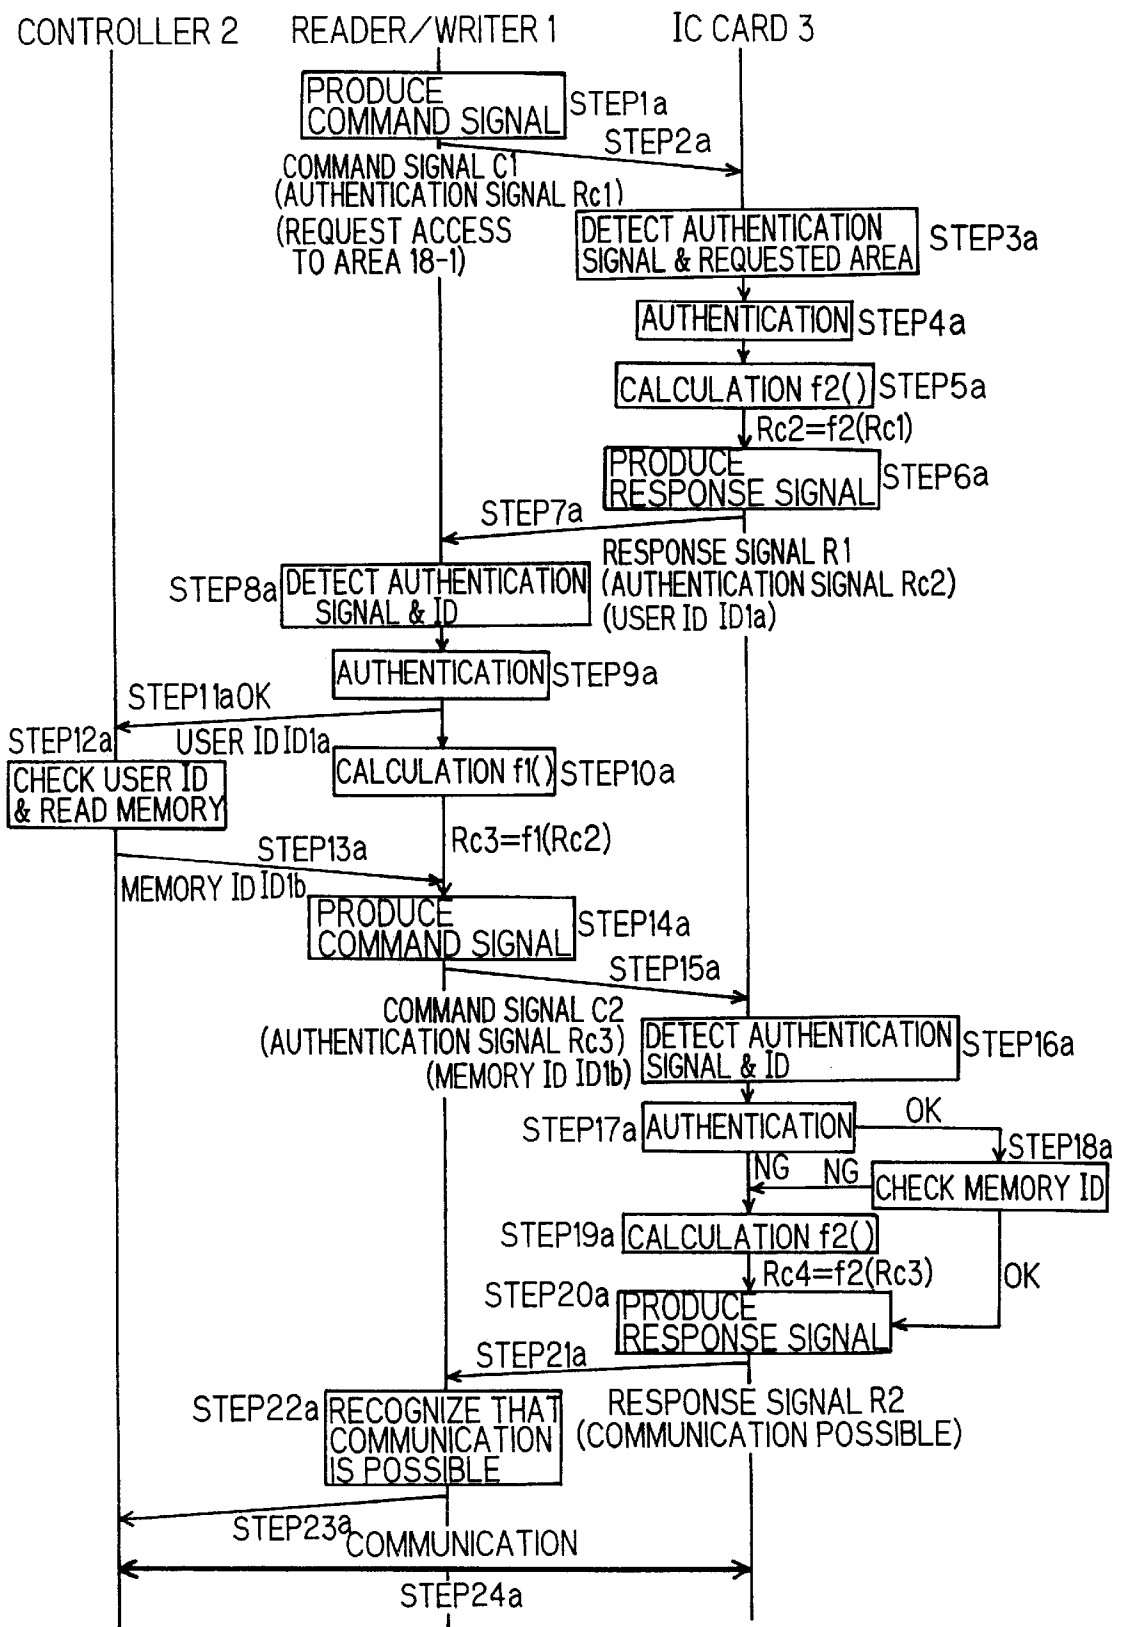 CONTROLLER 2
READER/WRITER 1
IC CARD 3
PRODUCE
COMMAND SIGNAL
STEP1a
STEP2a
COMMAND SIGNAL C1
(AUTHENTICATION SIGNAL Rc1)
(REQUEST ACCESS
TO AREA 18-1)
DETECT AUTHENTICATION
SIGNAL & REQUESTED AREA
STEP3a
AUTHENTICATION
STEP4a
CALCULATION f2()
STEP5a
Rc2=f2(Rc1)
PRODUCE
RESPONSE SIGNAL
STEP6a
STEP7a
RESPONSE SIGNAL R1
(AUTHENTICATION SIGNAL Rc2)
(USER ID ID1a)
STEP8a
DETECT AUTHENTICATION
SIGNAL & ID
AUTHENTICATION
STEP9a
STEP11a OK
USER ID ID1a
STEP12a
CHECK USER ID
& READ MEMORY
CALCULATION f1()
STEP10a
Rc3=f1(Rc2)
STEP13a
MEMORY ID ID1b
PRODUCE
COMMAND SIGNAL
STEP14a
STEP15a
COMMAND SIGNAL C2
(AUTHENTICATION SIGNAL Rc3)
(MEMORY ID ID1b)
DETECT AUTHENTICATION
SIGNAL & ID
STEP16a
STEP17a
AUTHENTICATION
OK
STEP18a
NG
NG
CHECK MEMORY ID
STEP19a
CALCULATION f2()
Rc4=f2(Rc3)
OK
STEP20a
PRODUCE
RESPONSE SIGNAL
STEP21a
RESPONSE SIGNAL R2
(COMMUNICATION POSSIBLE)
STEP22a
RECOGNIZE THAT
COMMUNICATION
IS POSSIBLE
STEP23a
COMMUNICATION
STEP24a